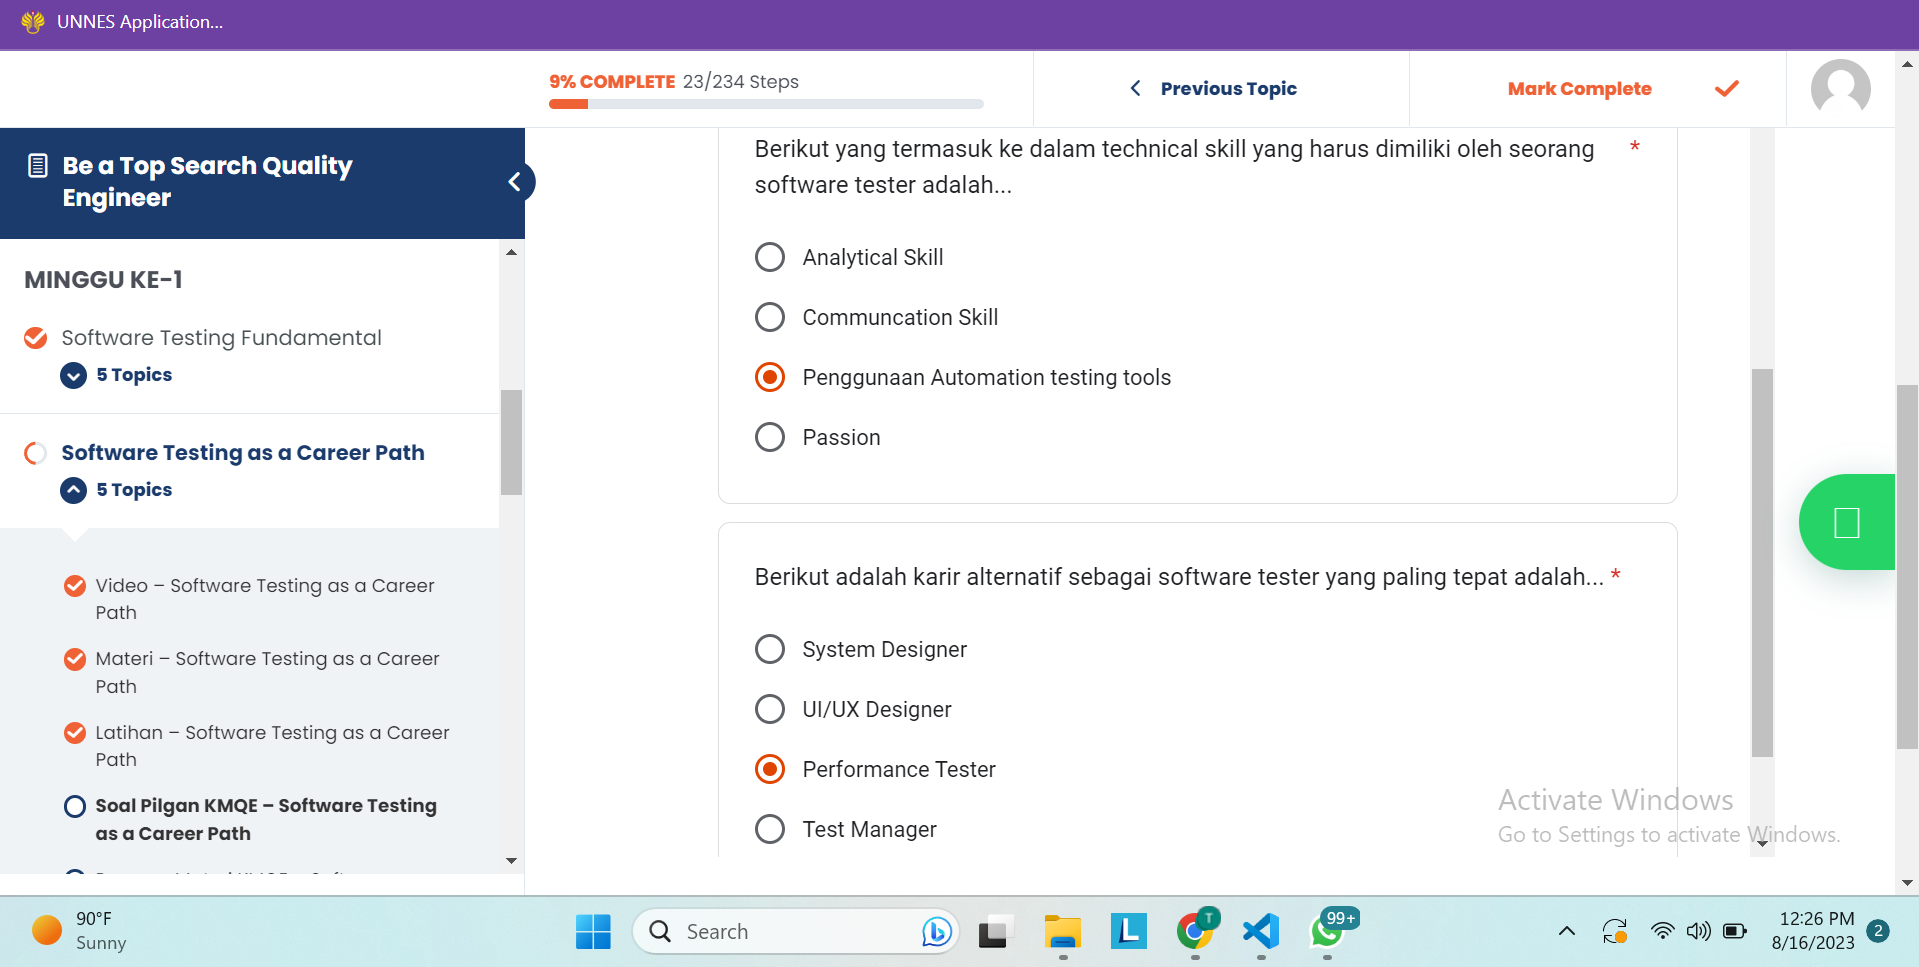 UNNES Application...
9% COMPLETE 23/234 Steps
Previous Topic
Mark Complete
Be a Top Search Quality
Engineer
MINGGU KE-1
Software Testing Fundamental
5 Topics
Software Testing as a Career Path
5 Topics
Video – Software Testing as a Career
Path
Materi – Software Testing as a Career
Path
Latihan – Software Testing as a Career
Path
Soal Pilgan KMQE – Software Testing
as a Career Path
Berikut yang termasuk ke dalam technical skill yang harus dimiliki oleh seorang *
software tester adalah...
Analytical Skill
Communcation Skill
Penggunaan Automation testing tools
Passion
Berikut adalah karir alternatif sebagai software tester yang paling tepat adalah... *
System Designer
UI/UX Designer
Performance Tester
Test Manager
Activate Windows
Go to Settings to activate Windows.
90°F
Sunny
Search
L
T
99+
12:26 PM
8/16/2023
2